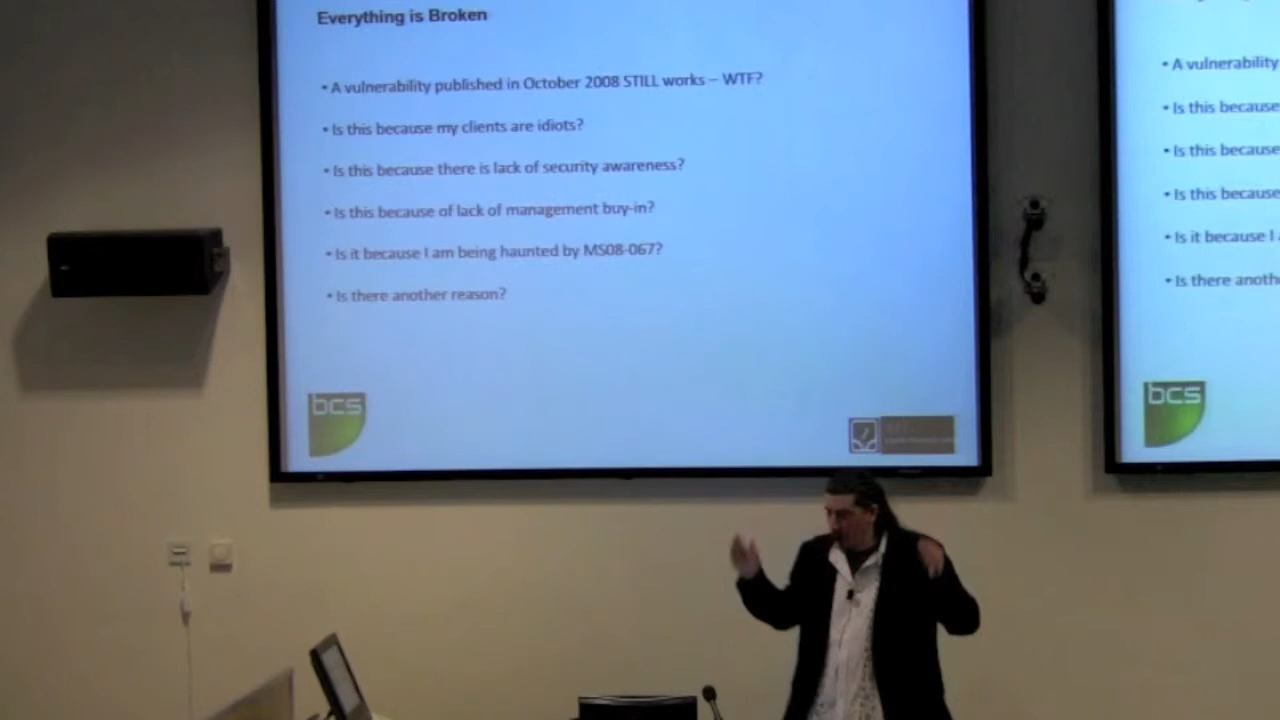 Everything is Broken
• A vulnerability published in October 2008 STILL works – WTF?
• Is this because my clients are idiots?
• Is this because there is lack of security awareness?
• Is this because of lack of management buy-in?
• Is it because I am being haunted by MS08-067?
• Is there another reason?
bcs
• A vulnerability
• Is this because
• Is this because
• Is this because
• Is it because I
• Is there
bcs